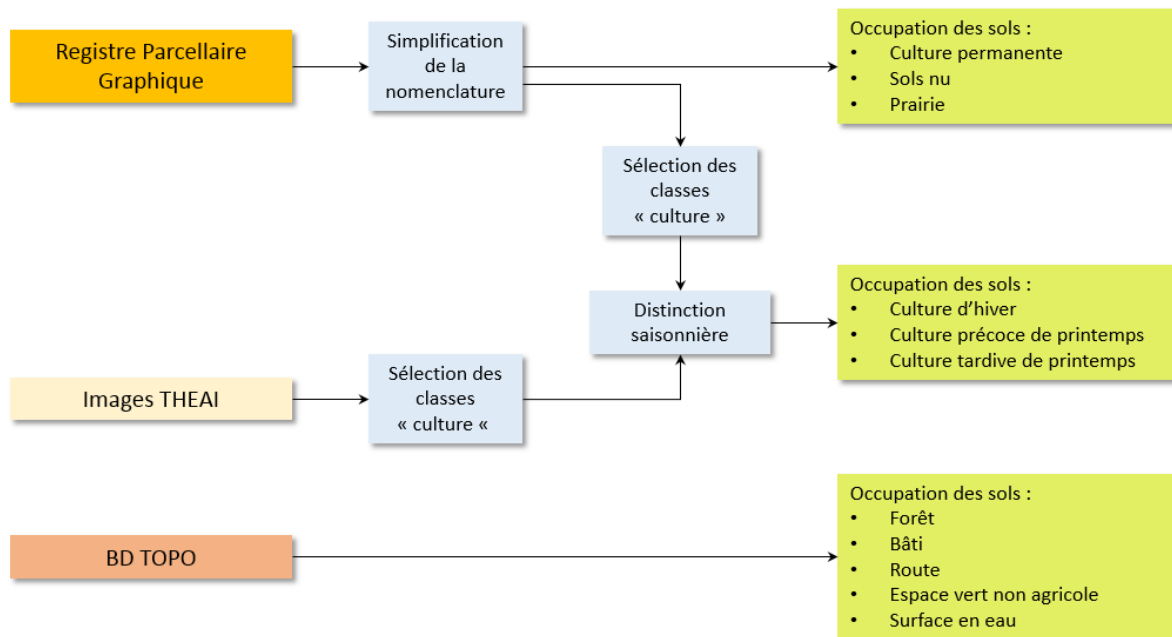 Registre Parcellaire
Graphique
Simplification
de la
nomenclature
Occupation des sols :
• Culture permanente
• Sols nu
• Prairie
Sélection des
classes
« culture »
Distinction
saisonnière
Occupation des sols :
• Culture d’hiver
• Culture précoce de printemps
• Culture tardive de printemps
Images THEAI
Sélection des
classes
« culture «
BD TOPO
Occupation des sols :
• Forêt
• Bâti
• Route
• Espace vert non agricole
• Surface en eau